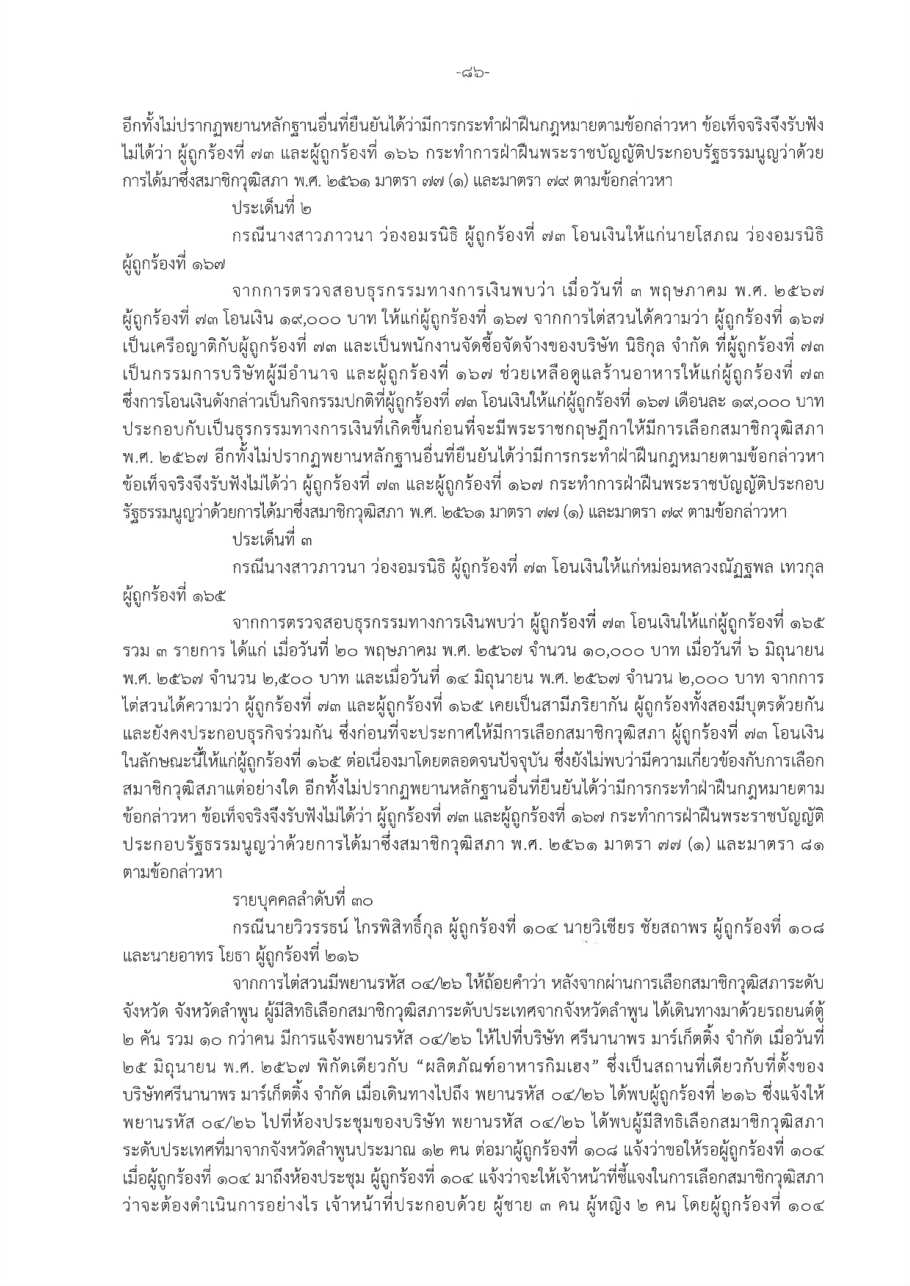 -๘๖-
อีกทั้งไม่ปรากฏพยานหลักฐานอื่นที่ยืนยันได้ว่ามีการกระทำฝ่าฝืนกฎหมายตามข้อกล่าวหา ข้อเท็จจริงจึงรับฟัง
ไม่ได้ว่า ผู้ถูกร้องที่ ๗๓ และผู้ถูกร้องที่ ๑๖๖ กระทำการฝ่าฝืนพระราชบัญญัติประกอบรัฐธรรมนูญว่าด้วย
การได้มาซึ่งสมาชิกวุฒิสภา พ.ศ. ๒๕๖๑ มาตรา ๗๗ (๑) และมาตรา ๗๙ ตามข้อกล่าวหา
ประเด็นที่ ๒
กรณีนางสาวภาวนา ว่องอมรนิธิ ผู้ถูกร้องที่ ๗๓ โอนเงินให้แก่นายโสภณ ว่องอมรนิธิ
ผู้ถูกร้องที่ ๑๖๗
จากการตรวจสอบธุรกรรมทางการเงินพบว่า เมื่อวันที่ ๓ พฤษภาคม พ.ศ. ๒๕๖๗
ผู้ถูกร้องที่ ๗๓ โอนเงิน ๑๙,๐๐๐ บาท ให้แก่ผู้ถูกร้องที่ ๑๖๗ จากการไต่สวนได้ความว่า ผู้ถูกร้องที่ ๑๖๗
เป็นเครือญาติกับผู้ถูกร้องที่ ๗๓ และเป็นพนักงานจัดซื้อจัดจ้างของบริษัท นิธิกุล จำกัด ที่ผู้ถูกร้องที่ ๗๓
เป็นกรรมการบริษัทผู้มีอำนาจ และผู้ถูกร้องที่ ๑๖๗ ช่วยเหลือดูแลร้านอาหารให้แก่ผู้ถูกร้องที่ ๗๓
ซึ่งการโอนเงินดังกล่าวเป็นกิจกรรมปกติที่ผู้ถูกร้องที่ ๗๓ โอนเงินให้แก่ผู้ถูกร้องที่ ๑๖๗ เดือนละ ๑๙,๐๐๐ บาท
ประกอบกับเป็นธุรกรรมทางการเงินที่เกิดขึ้นก่อนที่จะมีพระราชกฤษฎีกาให้มีการเลือกสมาชิกวุฒิสภา
พ.ศ. ๒๕๖๗ อีกทั้งไม่ปรากฏพยานหลักฐานอื่นที่ยืนยันได้ว่ามีการกระทำฝ่าฝืนกฎหมายตามข้อกล่าวหา
ข้อเท็จจริงจึงรับฟังไม่ได้ว่า ผู้ถูกร้องที่ ๗๓ และผู้ถูกร้องที่ ๑๖๗ กระทำการฝ่าฝืนพระราชบัญญัติประกอบ
รัฐธรรมนูญว่าด้วยการได้มาซึ่งสมาชิกวุฒิสภา พ.ศ. ๒๕๖๑ มาตรา ๗๗ (๑) และมาตรา ๗๙ ตามข้อกล่าวหา
ประเด็นที่ ๓
กรณีนางสาวภาวนา ว่องอมรนิธิ ผู้ถูกร้องที่ ๗๓ โอนเงินให้แก่หม่อมหลวงณัฏฐพล เทวกุล
ผู้ถูกร้องที่ ๑๖๕
จากการตรวจสอบธุรกรรมทางการเงินพบว่า ผู้ถูกร้องที่ ๗๓ โอนเงินให้แก่ผู้ถูกร้องที่ ๑๖๕
รวม ๓ รายการ ได้แก่ เมื่อวันที่ ๒๐ พฤษภาคม พ.ศ. ๒๕๖๗ จำนวน ๑๐,๐๐๐ บาท เมื่อวันที่ ๖ มิถุนายน
พ.ศ. ๒๕๖๗ จำนวน ๒,๕๐๐ บาท และเมื่อวันที่ ๑๔ มิถุนายน พ.ศ. ๒๕๖๗ จำนวน ๒,๐๐๐ บาท จากการ
ไต่สวนได้ความว่า ผู้ถูกร้องที่ ๗๓ และผู้ถูกร้องที่ ๑๖๕ เคยเป็นสามีภริยากัน ผู้ถูกร้องทั้งสองมีบุตรด้วยกัน
และยังคงประกอบธุรกิจร่วมกัน ซึ่งก่อนที่จะประกาศให้มีการเลือกสมาชิกวุฒิสภา ผู้ถูกร้องที่ ๗๓ โอนเงิน
ในลักษณะนี้ให้แก่ผู้ถูกร้องที่ ๑๖๕ ต่อเนื่องมาโดยตลอดจนปัจจุบัน ซึ่งยังไม่พบว่ามีความเกี่ยวข้องกับการเลือก
สมาชิกวุฒิสภาแต่อย่างใด อีกทั้งไม่ปรากฏพยานหลักฐานอื่นที่ยืนยันได้ว่ามีการกระทำฝ่าฝืนกฎหมายตาม
ข้อกล่าวหา ข้อเท็จจริงจึงรับฟังไม่ได้ว่า ผู้ถูกร้องที่ ๗๓ และผู้ถูกร้องที่ ๑๖๗ กระทำการฝ่าฝืนพระราชบัญญัติ
ประกอบรัฐธรรมนูญว่าด้วยการได้มาซึ่งสมาชิกวุฒิสภา พ.ศ. ๒๕๖๑ มาตรา ๗๗ (๑) และมาตรา ๘๑
ตามข้อกล่าวหา
รายบุคคลลำดับที่ ๓๐
กรณีนายวิวรรธน์ ไกรพิสิทธิ์กุล ผู้ถูกร้องที่ ๑๐๔ นายวิเชียร ชัยสถาพร ผู้ถูกร้องที่ ๑๐๘
และนายอาทร โยธา ผู้ถูกร้องที่ ๒๑๖
จากการไต่สวนมีพยานรหัส ๐๔/๒๖ ให้ถ้อยคำว่า หลังจากผ่านการเลือกสมาชิกวุฒิสภาระดับ
จังหวัด จังหวัดลำพูน ผู้มีสิทธิเลือกสมาชิกวุฒิสภาระดับประเทศจากจังหวัดลำพูน ได้เดินทางมาด้วยรถยนต์ตู้
๒ คัน รวม ๑๐ กว่าคน มีการแจ้งพยานรหัส ๐๔/๒๖ ให้ไปที่บริษัท ศรีนานาพร มาร์เก็ตติ้ง จำกัด เมื่อวันที่
๒๕ มิถุนายน พ.ศ. ๒๕๖๗ พิกัดเดียวกับ “ผลิตภัณฑ์อาหารกิมเฮง” ซึ่งเป็นสถานที่เดียวกับที่ตั้งของ
บริษัทศรีนานาพร มาร์เก็ตติ้ง จำกัด เมื่อเดินทางไปถึง พยานรหัส ๐๔/๒๖ ได้พบผู้ถูกร้องที่ ๒๑๖ ซึ่งแจ้งให้
พยานรหัส ๐๔/๒๖ ไปที่ห้องประชุมของบริษัท พยานรหัส ๐๔/๒๖ ได้พบผู้มีสิทธิเลือกสมาชิกวุฒิสภา
ระดับประเทศที่มาจากจังหวัดลำพูนประมาณ ๑๒ คน ต่อมาผู้ถูกร้องที่ ๑๐๘ แจ้งว่าขอให้รอผู้ถูกร้องที่ ๑๐๔
เมื่อผู้ถูกร้องที่ ๑๐๔ มาถึงห้องประชุม ผู้ถูกร้องที่ ๑๐๔ แจ้งว่าจะให้เจ้าหน้าที่ชี้แจงในการเลือกสมาชิกวุฒิสภา
ว่าจะต้องดำเนินการอย่างไร เจ้าหน้าที่ประกอบด้วย ผู้ชาย ๓ คน ผู้หญิง ๒ คน โดยผู้ถูกร้องที่ ๑๐๔